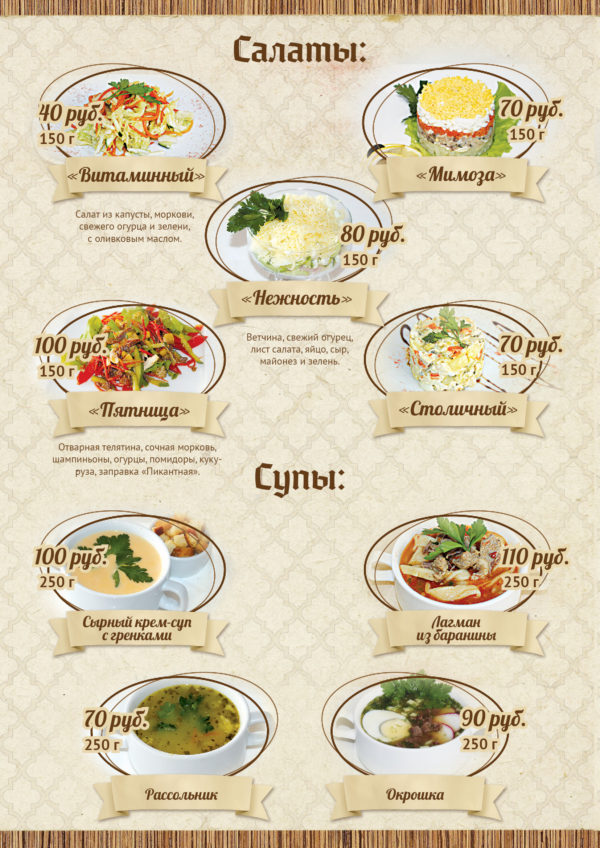 Салаты:
40 руб.
150 г
«Витаминный»
Салат из капусты, моркови,
свежего огурца и зелени,
с оливковым маслом.
70 руб.
150 г
«Мимоза»
80 руб.
150 г
«Нежность»
Ветчина, свежий огурец,
лист салата, яйцо, сыр,
майонез и зелень.
100 руб.
150 г
«Пятница»
Отварная телятина, сочная морковь,
шампиньоны, огурцы, помидоры, куку-
руза, заправка «Пикантная».
70 руб.
150 г
«Столичный»
Супы:
100 руб.
250 г
Сырный крем-суп
с гренками
110 руб.
250 г
Лагман
из баранины
70 руб.
250 г
Рассольник
90 руб.
250 г
Окрошка